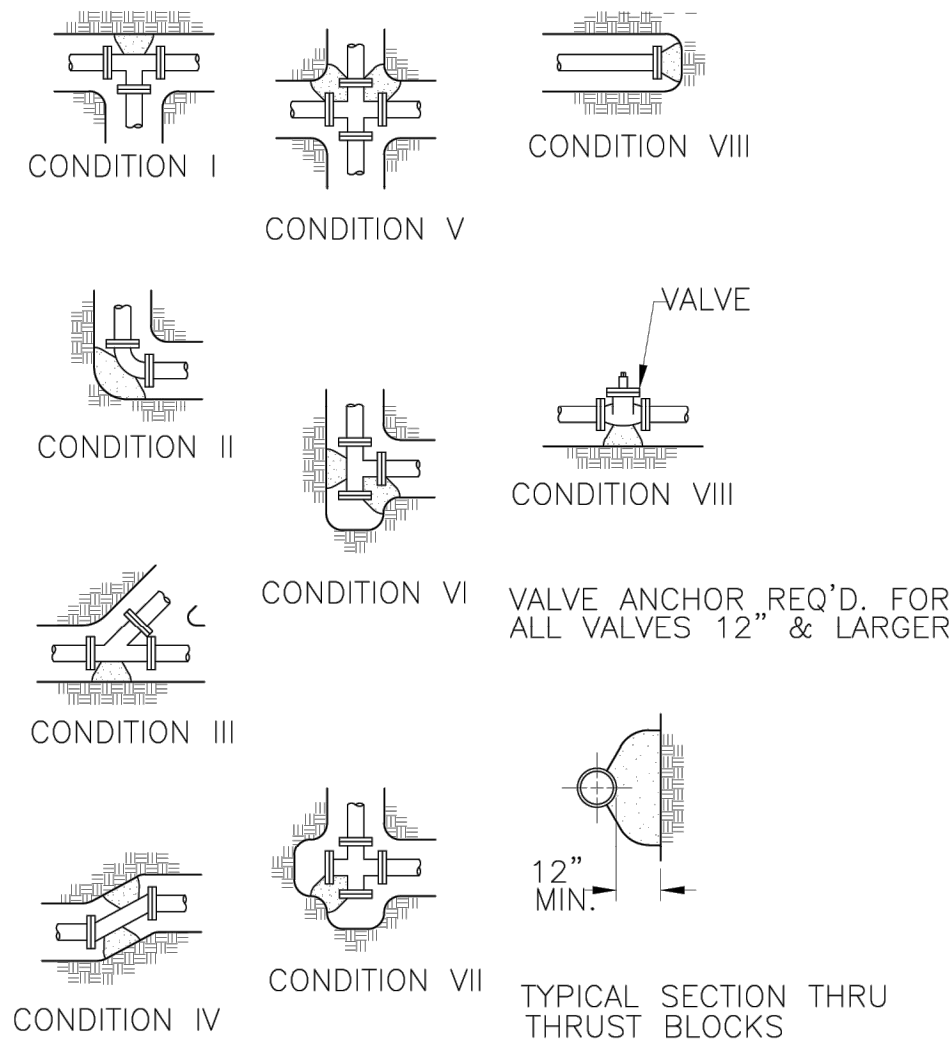 CONDITION I
CONDITION V
CONDITION VIII
CONDITION II
VALVE
CONDITION VI
CONDITION VIII
CONDITION III
VALVE ANCHOR REQ'D. FOR
ALL VALVES 12" & LARGER
CONDITION IV
CONDITION VII
12"
MIN.
TYPICAL SECTION THRU
THRUST BLOCKS